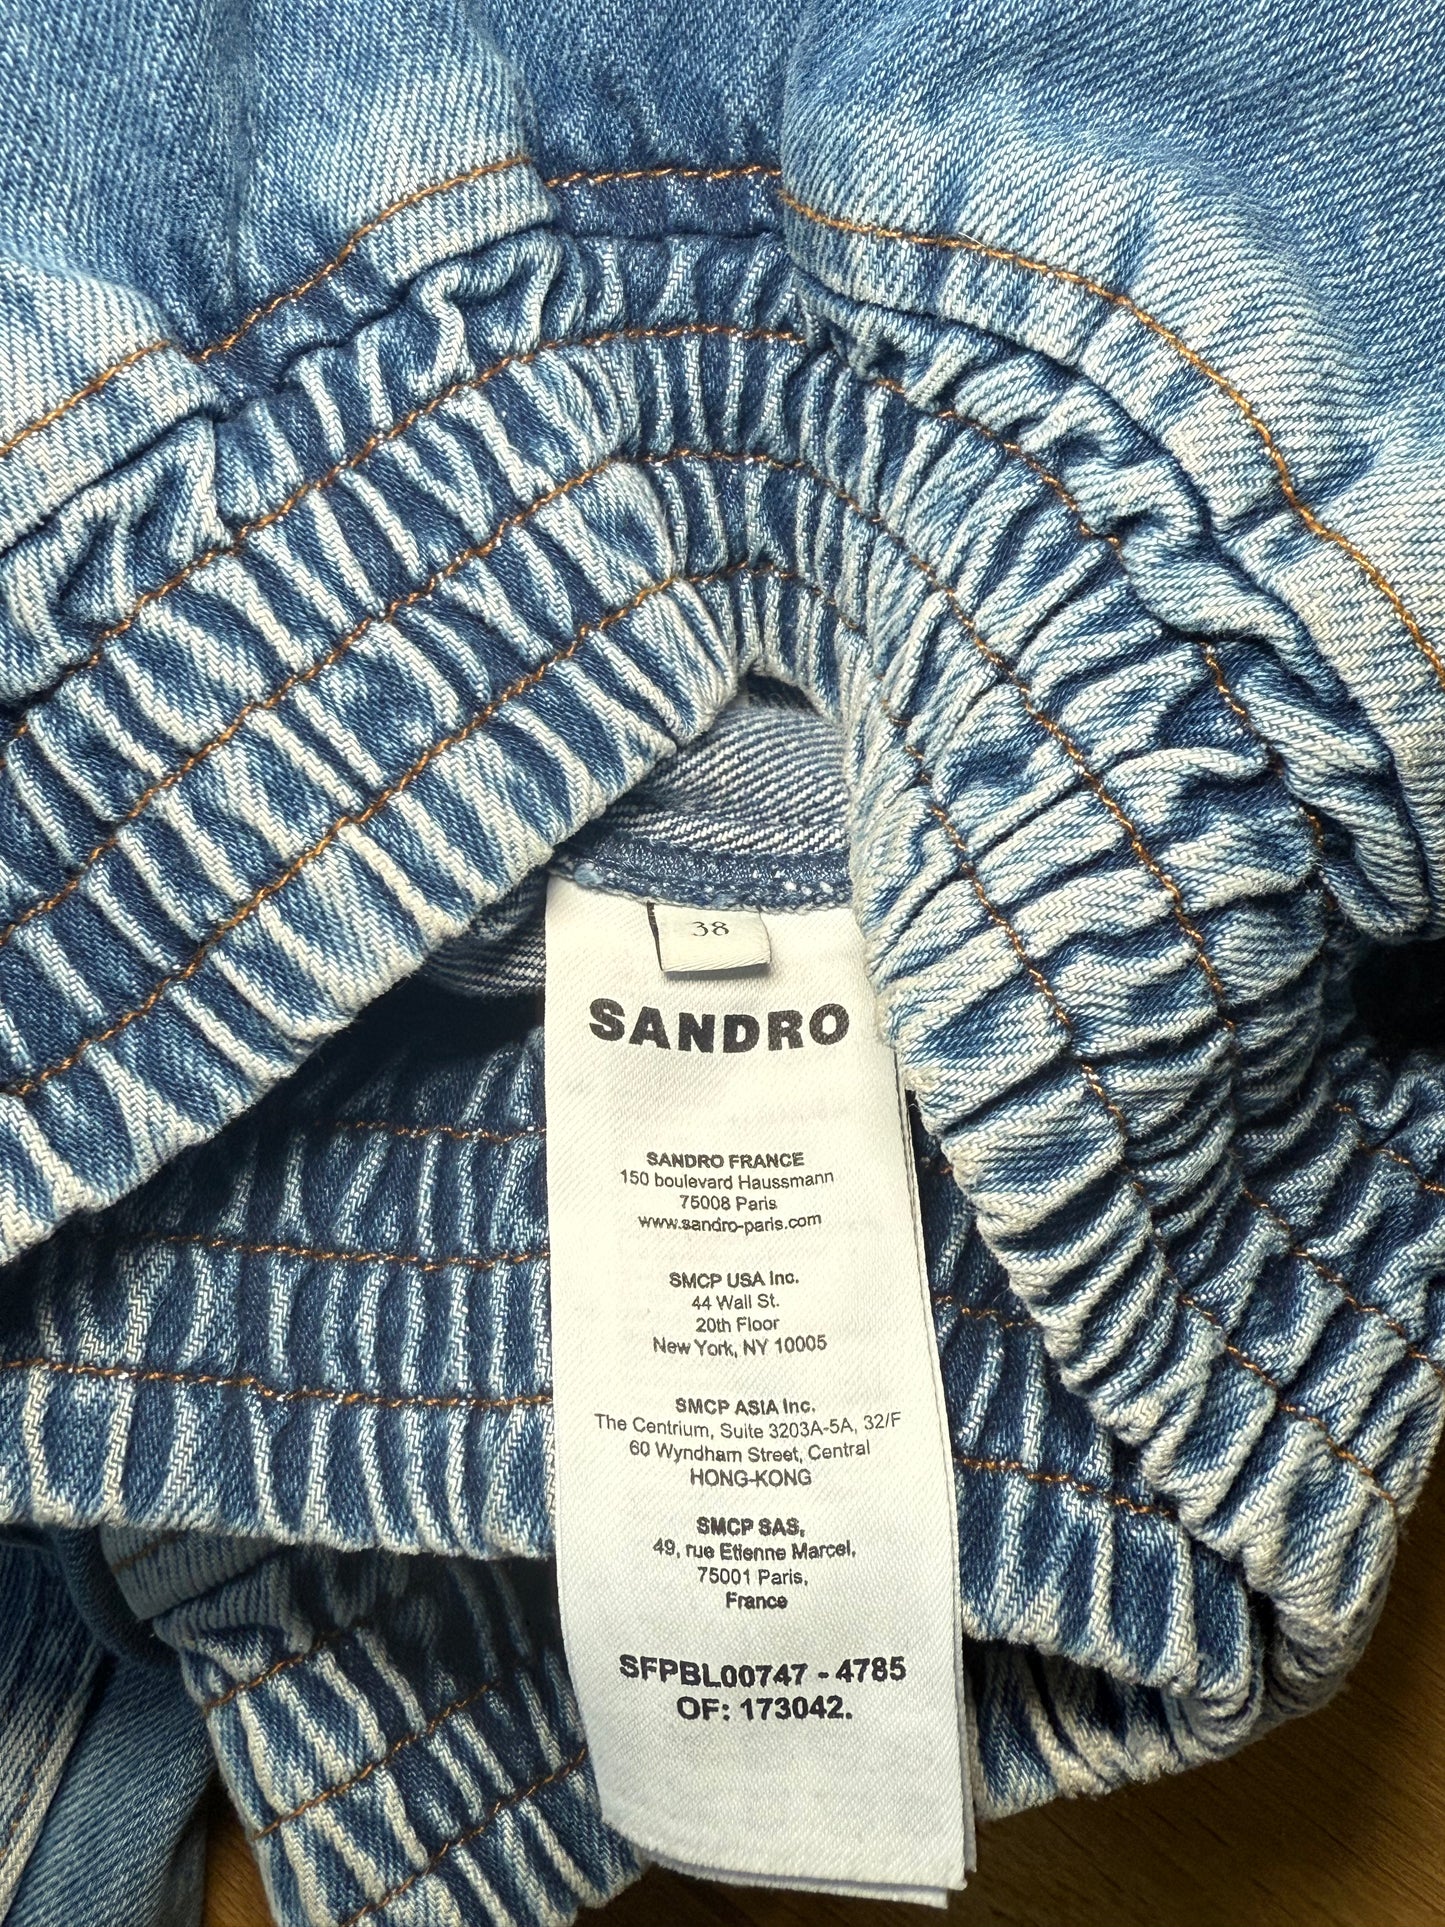 38
SANDRO
SANDRO FRANCE
150 boulevard Haussmann
75008 Paris
www.sandro-paris.com
SMCP USA Inc.
44 Wall St.
20th Floor
New York, NY 10005
SMCP ASIA Inc.
The Centrium, Suite 3203A-5A, 32/F
60 Wyndham Street, Central
HONG-KONG
SMCP SAS,
49, rue Etienne Marcel,
75001 Paris,
France
SFPBL00747 - 4785
OF: 173042.